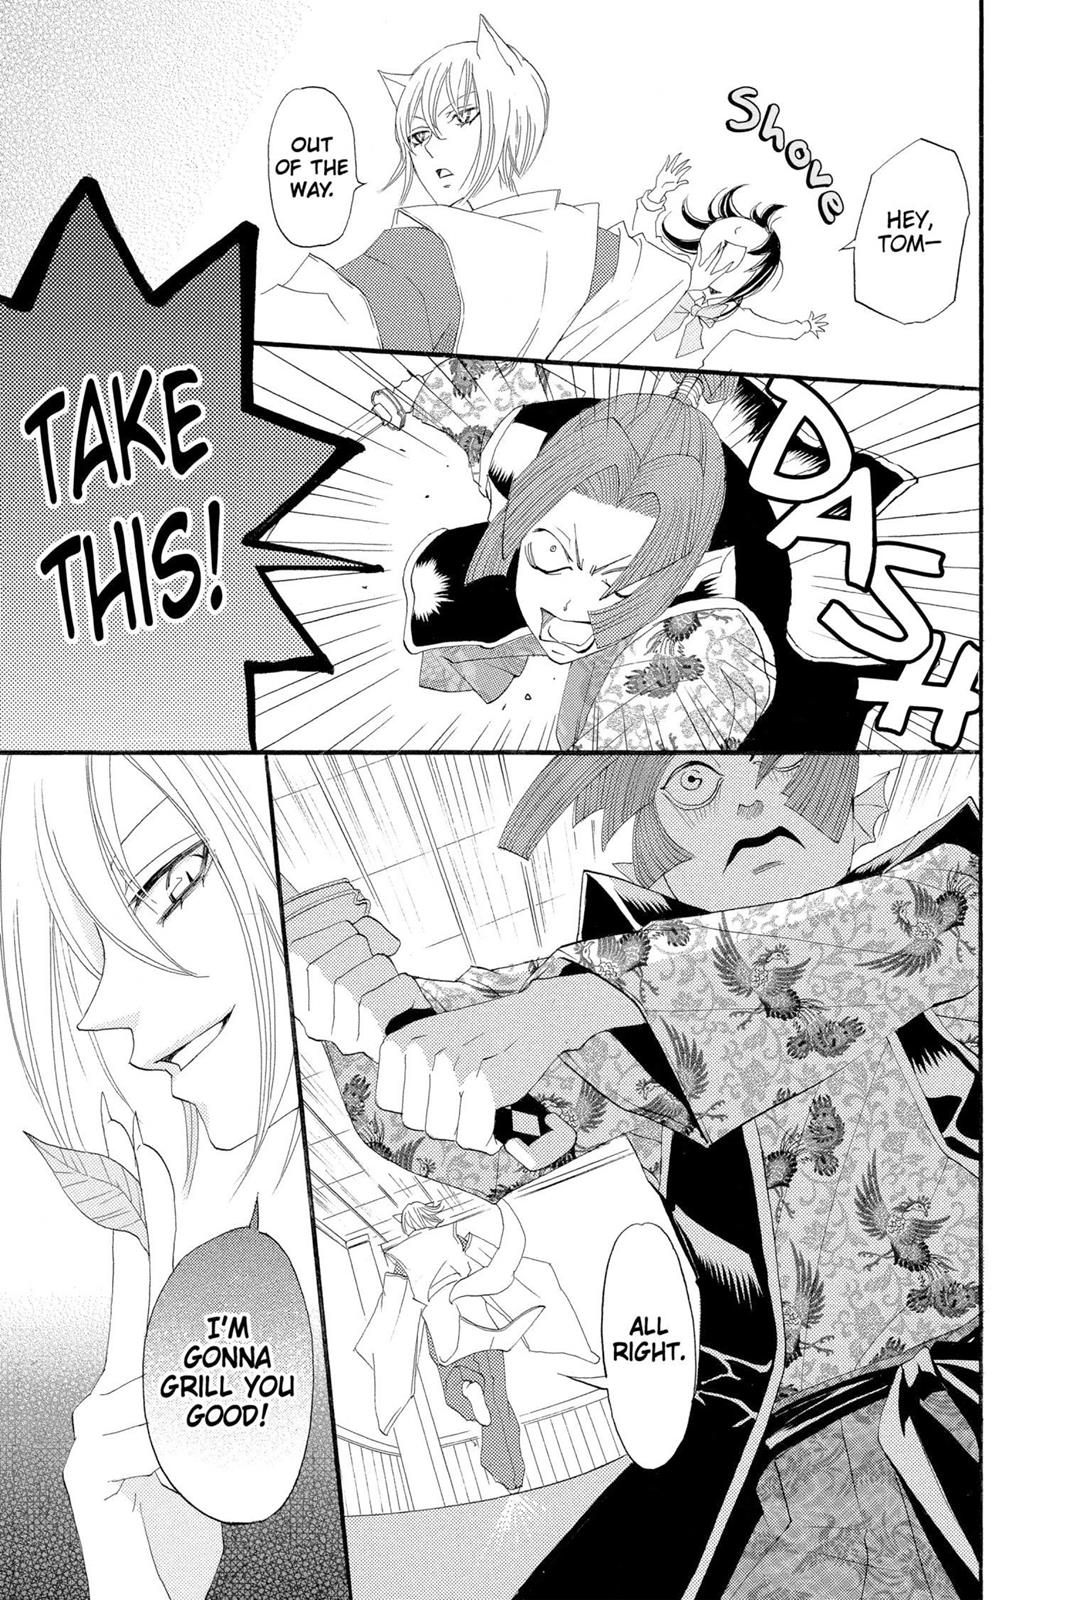 HEY,
TOM—
Shove
OUT
OF THE
WAY.
DASH
TAKE
THIS!
ALL
RIGHT.
I'M
GONNA
GRILL YOU
GOOD!